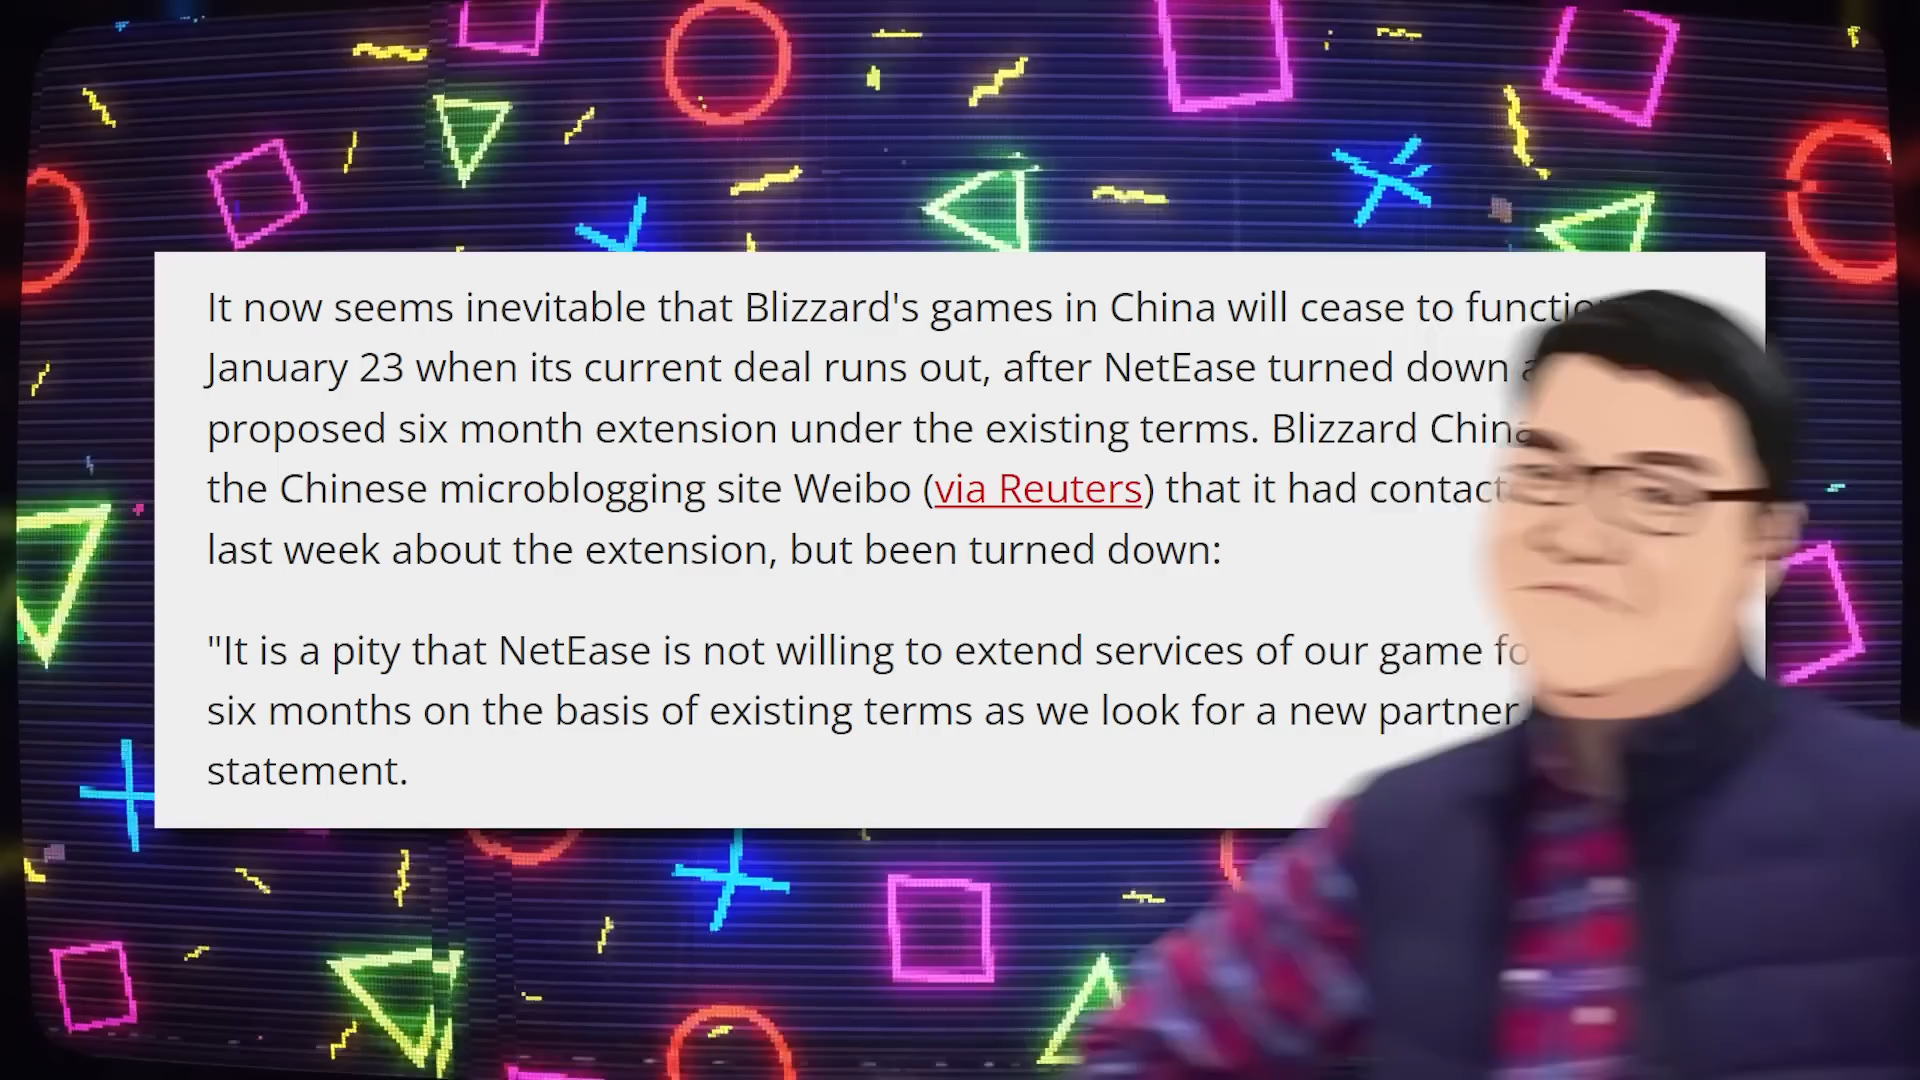 It now seems inevitable that Blizzard's games in China will cease to
January 23 when its current deal runs out, after NetEase turned down
proposed six month extension under the existing terms. Blizzard China
the Chinese microblogging site Weibo (via Reuters) that it had
last week about the extension, but been turned down:
"It is a pity that NetEase is not willing to extend services of our game
six months on the basis of existing terms as we look for a new partner,
statement.